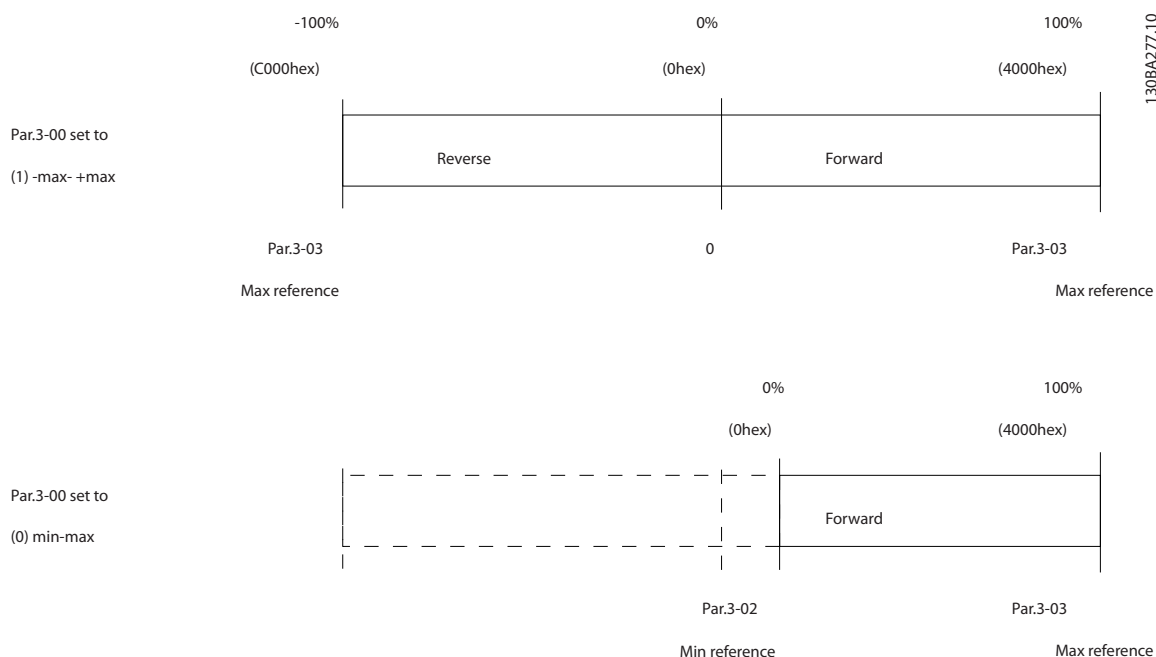 -100% 0% 100%
(C000hex) (0hex) (4000hex)
130BA277.10
Par.3-00 set to
(1) -max- +max
Reverse Forward
Par.3-03 0 Par.3-03
Max reference Max reference
0% 100%
(0hex) (4000hex)
Par.3-00 set to
(0) min-max
Forward
Par.3-02 Par.3-03
Min reference Max reference